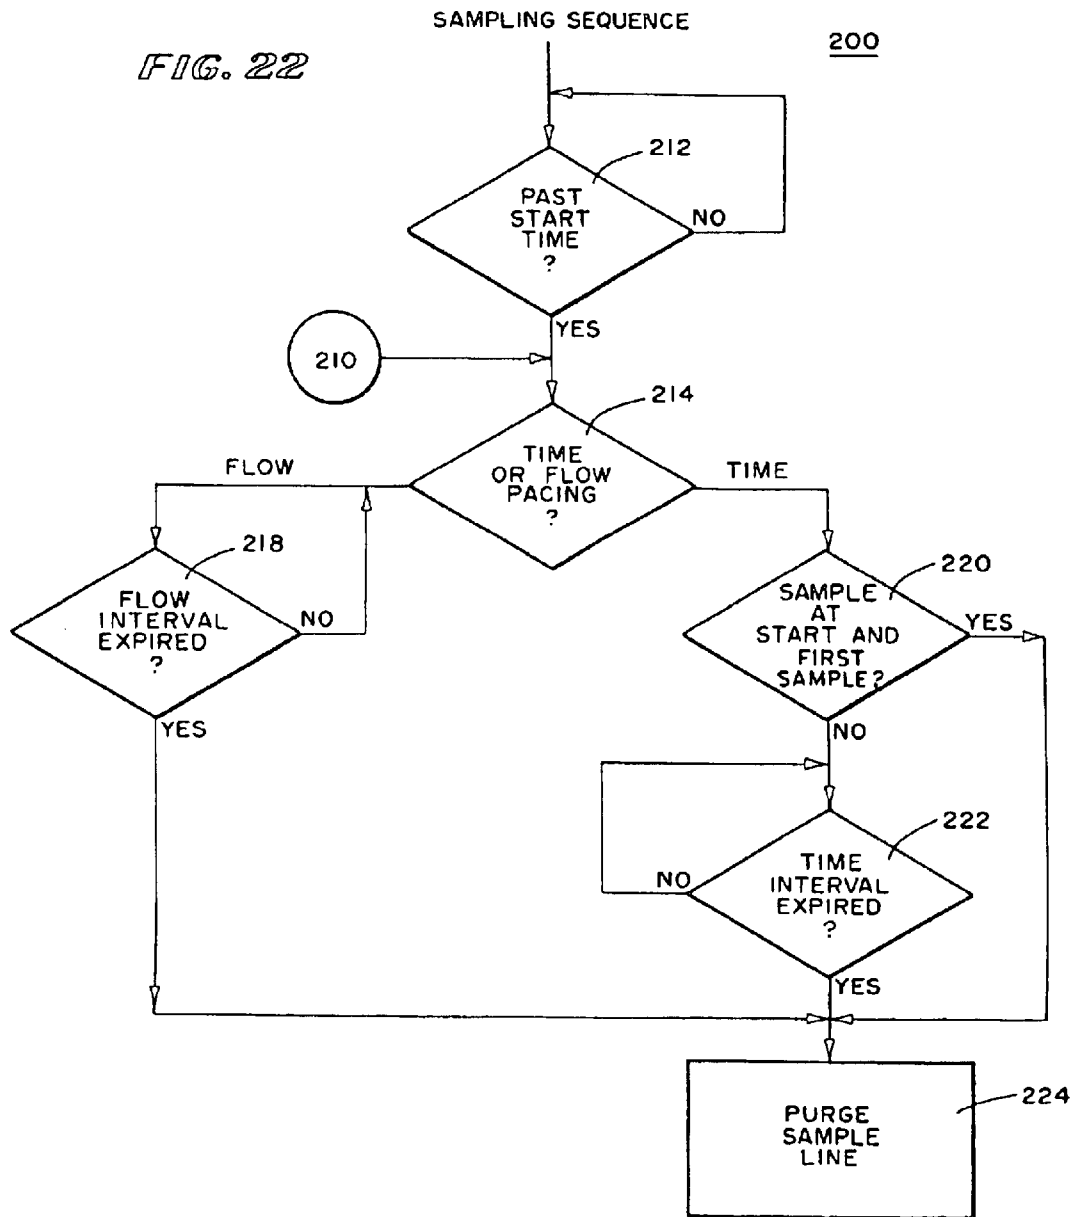 SAMPLING SEQUENCE
200
FIG. 22
212
PAST
START
TIME
?
NO
YES
210
214
TIME
OR FLOW
PACING
?
FLOW
TIME
218
FLOW
INTERVAL
EXPIRED
?
NO
YES
220
SAMPLE
AT
START AND
FIRST
SAMPLE?
YES
NO
222
TIME
INTERVAL
EXPIRED
?
NO
YES
224
PURGE
SAMPLE
LINE